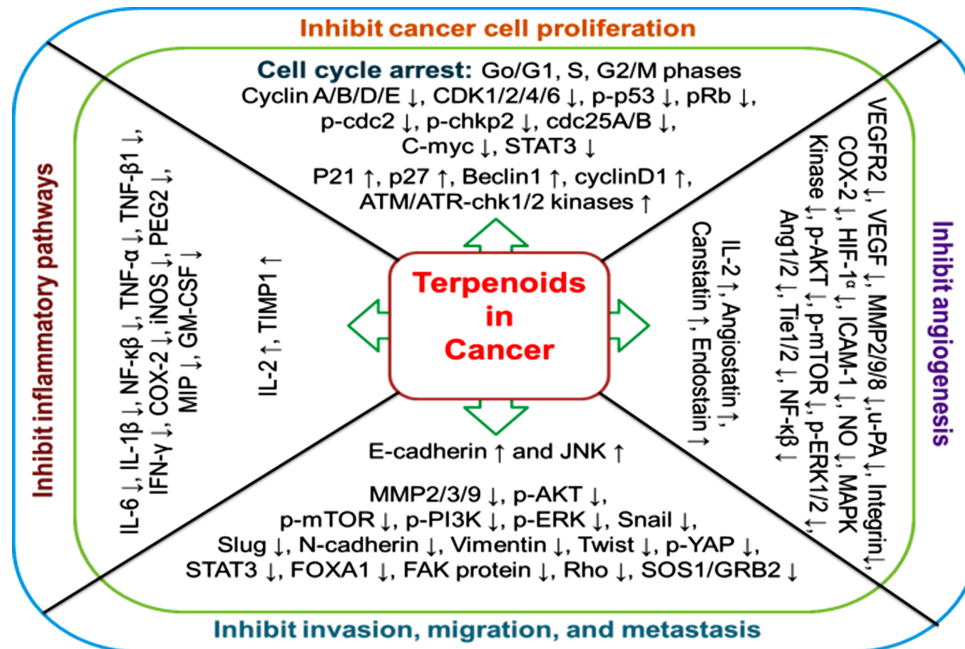 Inhibit cancer cell proliferation
Cell cycle arrest: Go/G1, S, G2/M phases
Cyclin A/B/D/E ↓, CDK1/2/4/6 ↓, p-p53 ↓, pRb ↓,
p-cdc2 ↓, p-chkp2 ↓, cdc25A/B ↓,
C-myc ↓, STAT3 ↓
P21 ↑, p27 ↑, Beclin1 ↑, cyclinD1 ↑,
ATM/ATR-chk1/2 kinases ↑
Inhibit inflammatory pathways
IL-6 ↓, IL-1β ↓, NF-κβ ↓, TNF-α ↓, TNF-β1 ↓,
IFN-γ ↓ COX-2 ↓, iNOS ↓, PEG2 ↓,
MIP ↓ GM-CSF ↓
IL-2 ↑, TIMP1 ↑
Terpenoids
in
Cancer
Inhibit angiogenesis
VEGFR2 ↓, VEGF ↓, MMP2/9/8 ↓,u-PA↓, Integrin↓,
COX-2 ↓, HIF-1α ↓, ICAM-1 ↓, NO ↓, MAPK
Kinase ↓, p-AKT ↓, p-mTOR ↓, p-ERK1/2 ↓,
Ang1/2 ↓, Tie1/2 ↓, NF-κβ ↓
IL-2 ↑, Angiostatin ↑,
Canstatin ↑, Endostain ↑
E-cadherin ↑ and JNK ↑
MMP2/3/9 ↓, p-AKT ↓,
p-mTOR ↓, p-PI3K ↓, p-ERK ↓, Snail ↓,
Slug ↓, N-cadherin ↓, Vimentin ↓, Twist ↓, p-YAP ↓,
STAT3 ↓, FOXA1 ↓, FAK protein ↓, Rho ↓, SOS1/GRB2 ↓
Inhibit invasion, migration, and metastasis